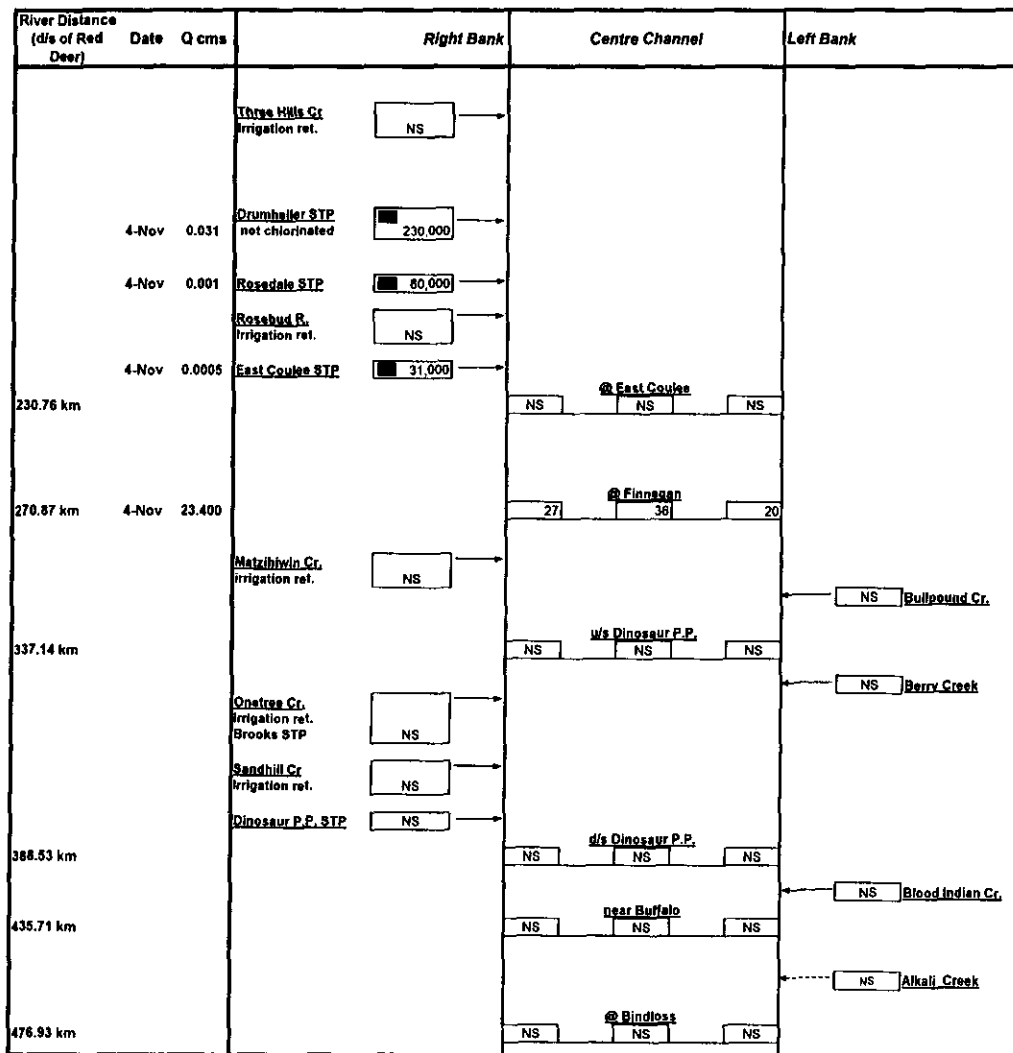 River Distance (d/s of Red Deer) Date Q cms Right Bank Centre Channel Left Bank
Three Hills Cr
Irrigation ret. NS
Drumheller STP
4-Nov 0.031 not chlorinated 230,000
4-Nov 0.001 Rosedale STP 60,000
Rosebud R.
Irrigation ret. NS
4-Nov 0.0005 East Coulee STP 31,000
@ East Coulee
230.76 km NS NS NS
@ Finnegan
270.87 km 4-Nov 23.400 27 36 20
Matzihiwin Cr.
Irrigation ret. NS
NS Bullpound Cr.
u/s Dinosaur P.P.
337.14 km NS NS NS
NS Berry Creek
Onetree Cr.
Irrigation ret.
Brooks STP NS
Sandhill Cr
Irrigation ret. NS
Dinosaur P.P. STP NS
d/s Dinosaur P.P.
388.53 km NS NS NS
NS Blood Indian Cr.
near Buffalo
435.71 km NS NS NS
NS Alkali Creek
@ Bindloss
476.93 km NS NS NS